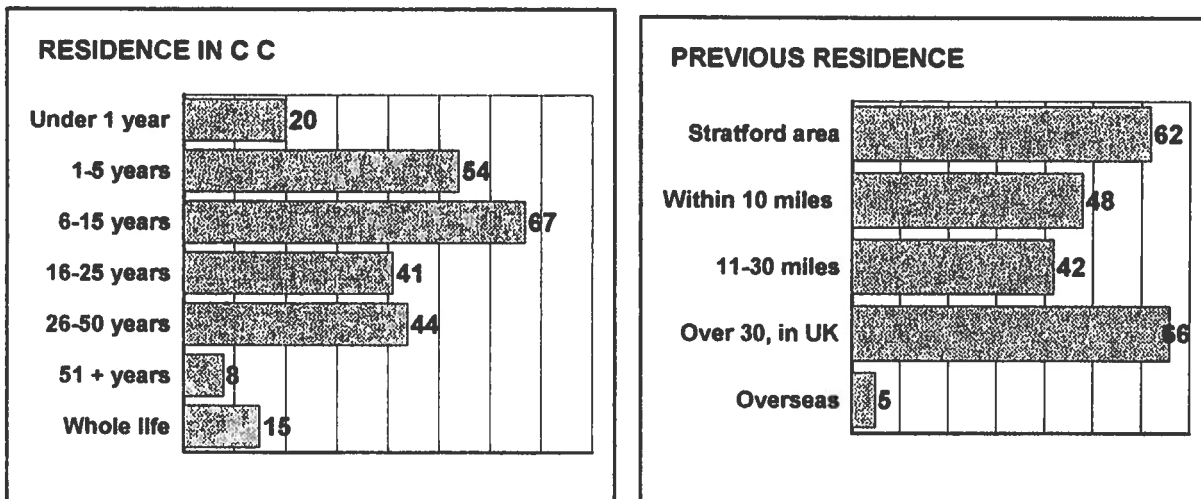 RESIDENCE IN C C
Under 1 year 20
1-5 years 54
6-15 years 67
16-25 years 41
26-50 years 44
51 + years 8
Whole life 15
PREVIOUS RESIDENCE
Stratford area 62
Within 10 miles 48
11-30 miles 42
Over 30, in UK 66
Overseas 5